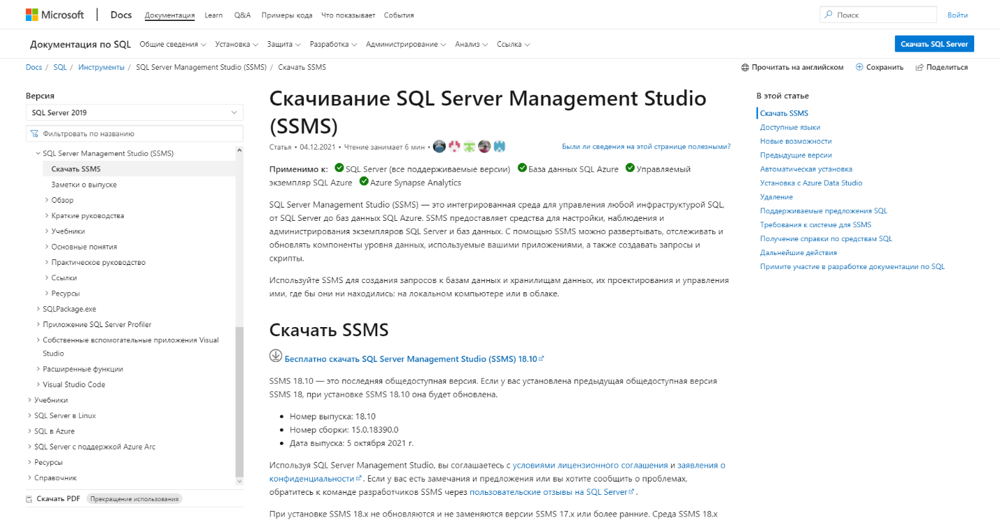 Microsoft Docs Документация Learn Q&A Примеры кода Что показывает События Поиск Войти
Документация по SQL Общие сведения Установка Защита Разработка Администрирование Анализ Ссылка Скачать SQL Server
Docs / SQL / Инструменты / SQL Server Management Studio (SSMS) / Скачать SSMS
Прочитать на английском Сохранить Поделиться
Версия
SQL Server 2019
Фильтровать по названию
SQL Server Management Studio (SSMS)
Скачать SSMS
Заметки о выпуске
Обзор
Краткие руководства
Учебники
Основные понятия
Практическое руководство
Ссылки
Ресурсы
SQLPackage.exe
Приложение SQL Server Profiler
Собственные вспомогательные приложения Visual
Studio
Расширенные функции
Visual Studio Code
Учебники
SQL Server в Linux
SQL в Azure
SQL Server с поддержкой Azure Arc
Ресурсы
Справочник
Скачать PDF Прекращение использования
Скачивание SQL Server Management Studio
(SSMS)
Статья • 04.12.2021 • Чтение занимает 6 мин •
Были ли сведения на этой странице полезными?
Применимо к: SQL Server (все поддерживаемые версии) База данных SQL Azure Управляемый
экземпляр SQL Azure Azure Synapse Analytics
SQL Server Management Studio (SSMS) — это интегрированная среда для управления любой инфраструктурой SQL,
от SQL Server до баз данных SQL Azure. SSMS предоставляет средства для настройки, наблюдения и
администрирования экземпляров SQL Server и баз данных. С помощью SSMS можно развертывать, отслеживать и
обновлять компоненты уровня данных, используемые вашими приложениями, а также создавать запросы и
скрипты.
Используйте SSMS для создания запросов к базам данных и хранилищам данных, их проектирования и управления
ими, где бы они ни находились: на локальном компьютере или в облаке.
Скачать SSMS
Бесплатно скачать SQL Server Management Studio (SSMS) 18.10
SSMS 18.10 — это последняя общедоступная версия. Если у вас установлена предыдущая общедоступная версия
SSMS 18, при установке SSMS 18.10 она будет обновлена.
• Номер выпуска: 18.10
• Номер сборки: 15.0.18390.0
• Дата выпуска: 5 октября 2021 г.
Используя SQL Server Management Studio, вы соглашаетесь с условиями лицензионного соглашения и заявления о
конфиденциальности . Если у вас есть замечания и предложения или вы хотите сообщить о проблемах,
обратитесь к команде разработчиков SSMS через пользовательские отзывы на SQL Server .
При установке SSMS 18.x не обновляются и не заменяются версии SSMS 17.x или более ранние. Среда SSMS 18.x
В этой статье
Скачать SSMS
Доступные языки
Новые возможности
Предыдущие версии
Автоматическая установка
Установка с Azure Data Studio
Удаление
Поддерживаемые предложения SQL
Требования к системе для SSMS
Получение справки по средствам SQL
Дальнейшие действия
Примите участие в разработке документации по SQL